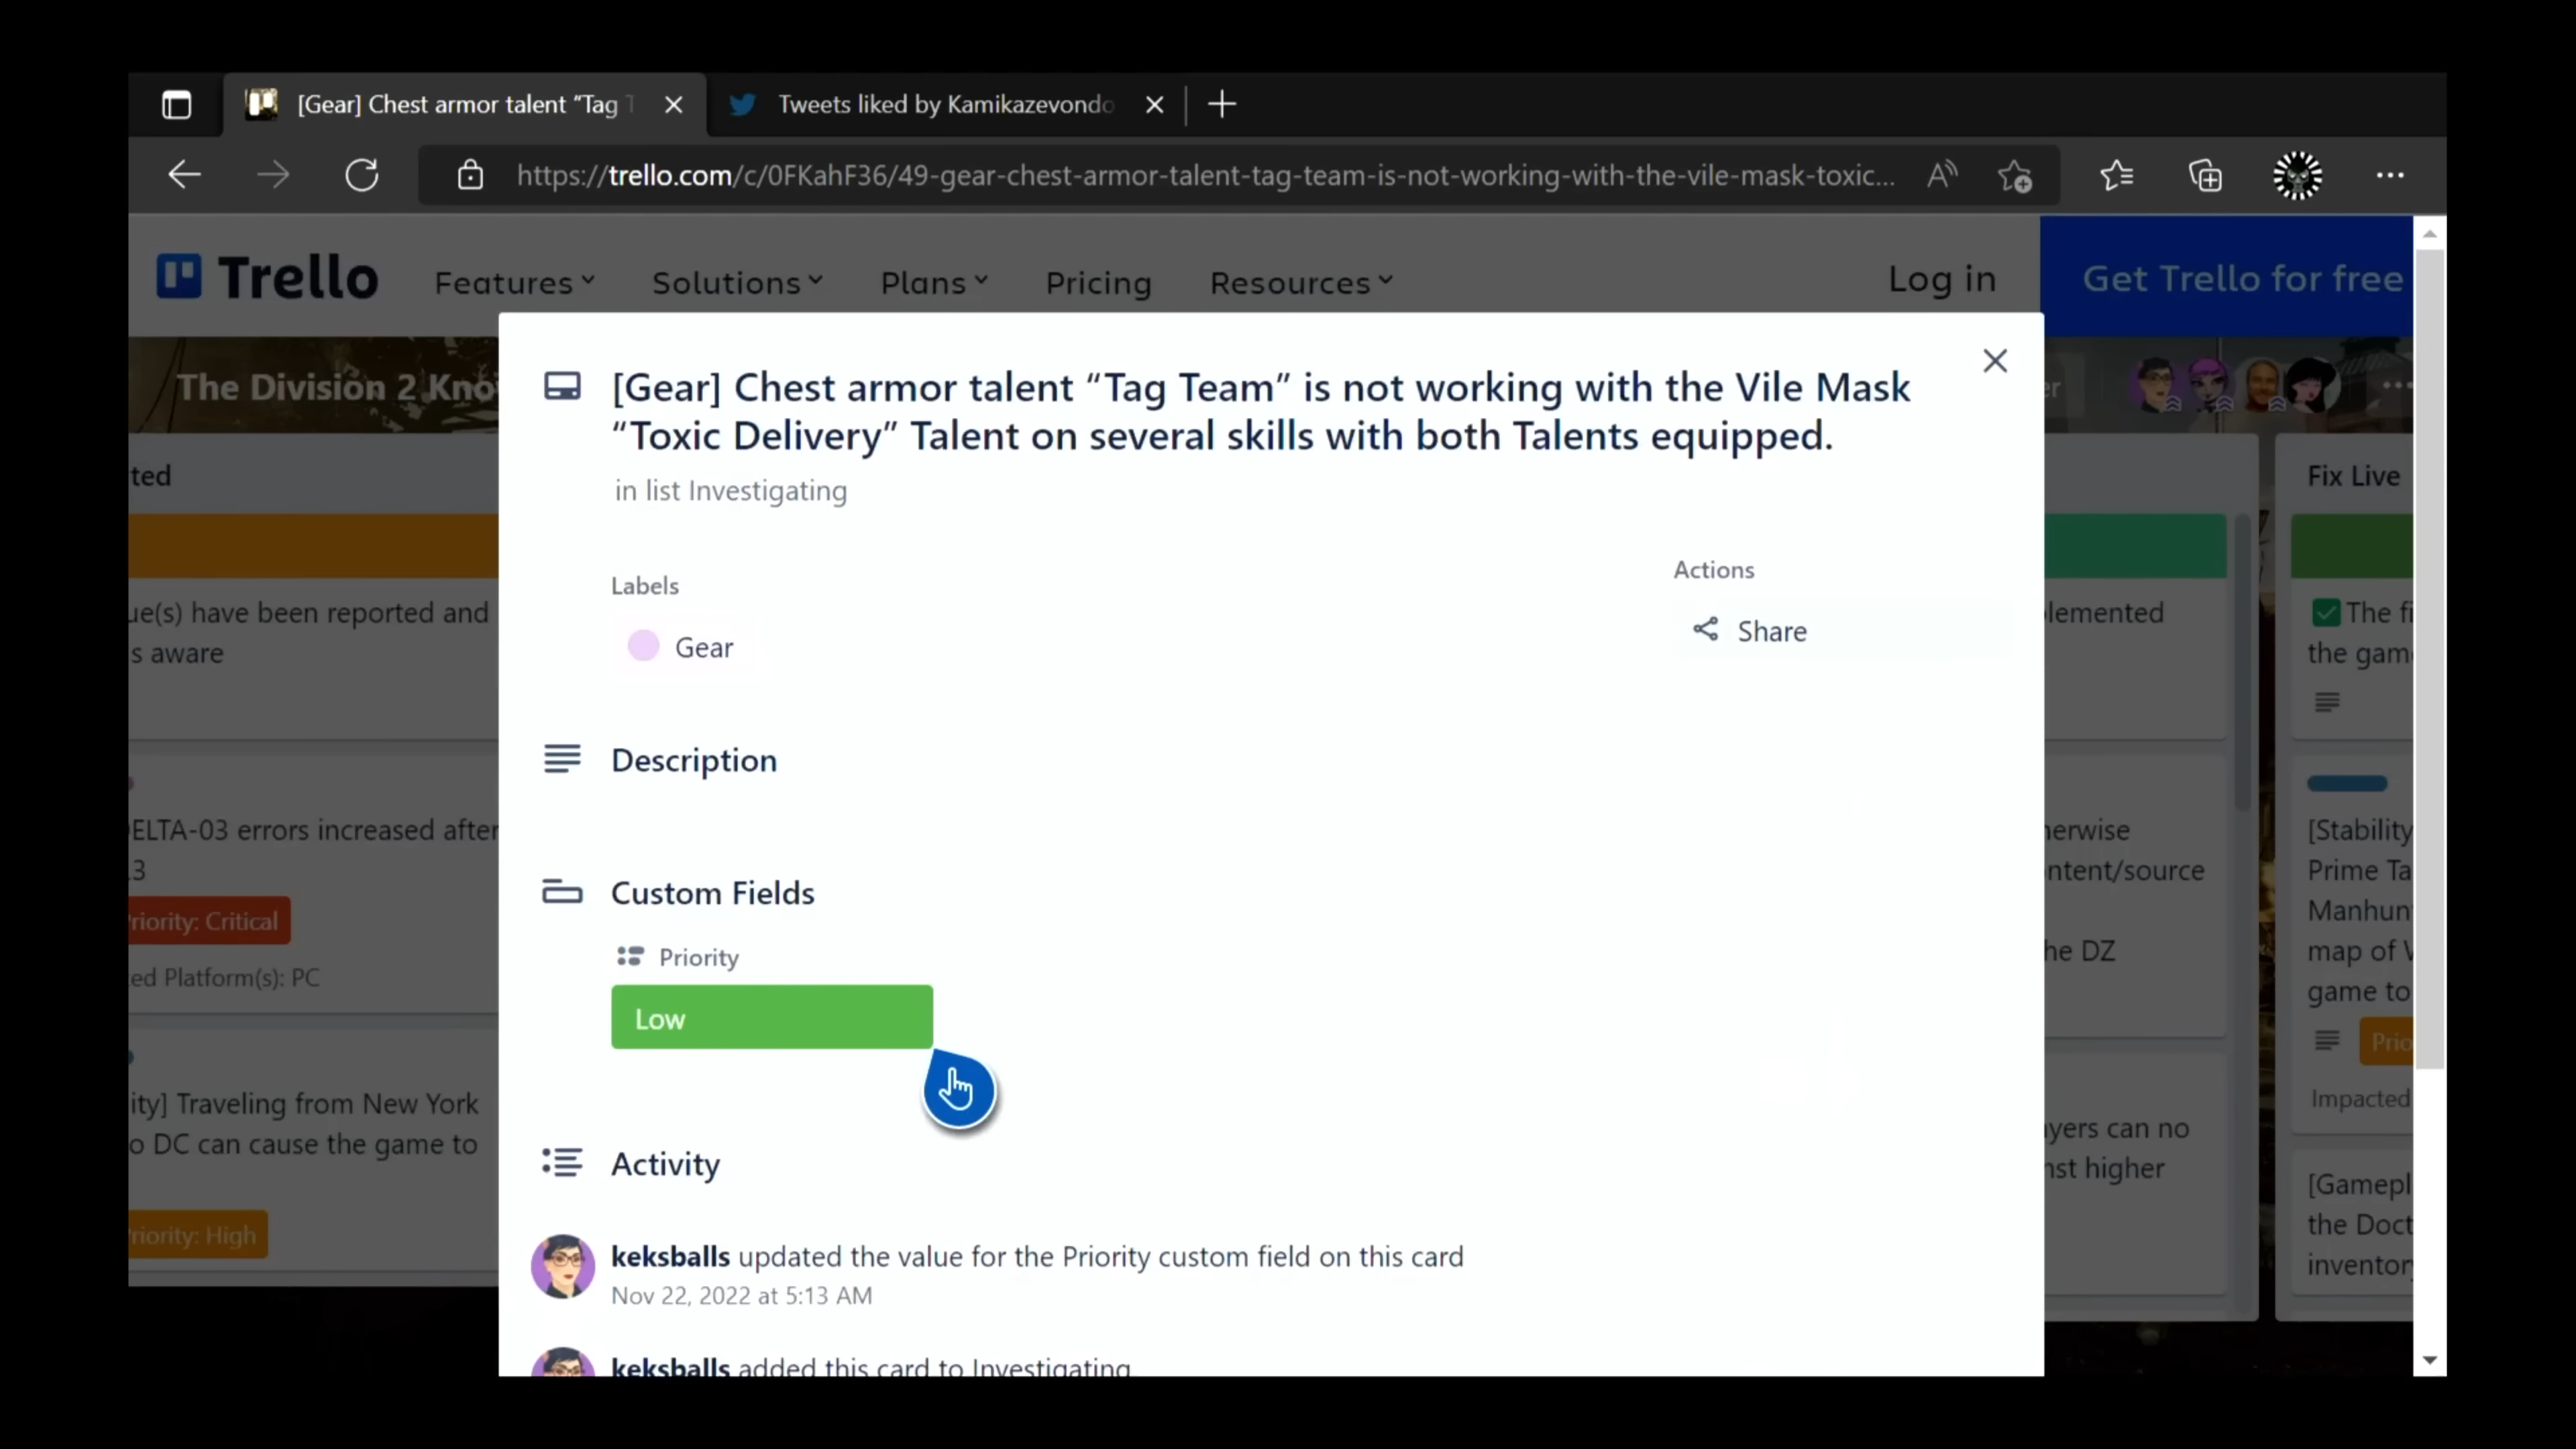 [Gear] Chest armor talent “Tag T
Tweets liked by Kamikazevondo
https://trello.com/c/0FKahF36/49-gear-chest-armor-talent-tag-team-is-not-working-with-the-vile-mask-toxic...
Trello
Features
Solutions
Plans
Pricing
Resources
Log in
Get Trello for free
The Division 2 Kno
er
[Gear] Chest armor talent “Tag Team” is not working with the Vile Mask
“Toxic Delivery” Talent on several skills with both Talents equipped.
in list Investigating
Labels
Gear
Actions
Share
Description
Custom Fields
Priority
Low
Activity
keksballs updated the value for the Priority custom field on this card
Nov 22, 2022 at 5:13 AM
keksballs added this card to Investigating
ted
ue(s) have been reported and
s aware
ELTA-03 errors increased after
.3
riority: Critical
ed Platform(s): PC
ity] Traveling from New York
o DC can cause the game to
riority: High
lemented
herwise
ntent/source
he DZ
yers can no
nst higher
Fix Live
The fi
the gam
[Stability
Prime Ta
Manhun
map of
game to
Prio
Impacted
[Gamepl
the Doct
inventor